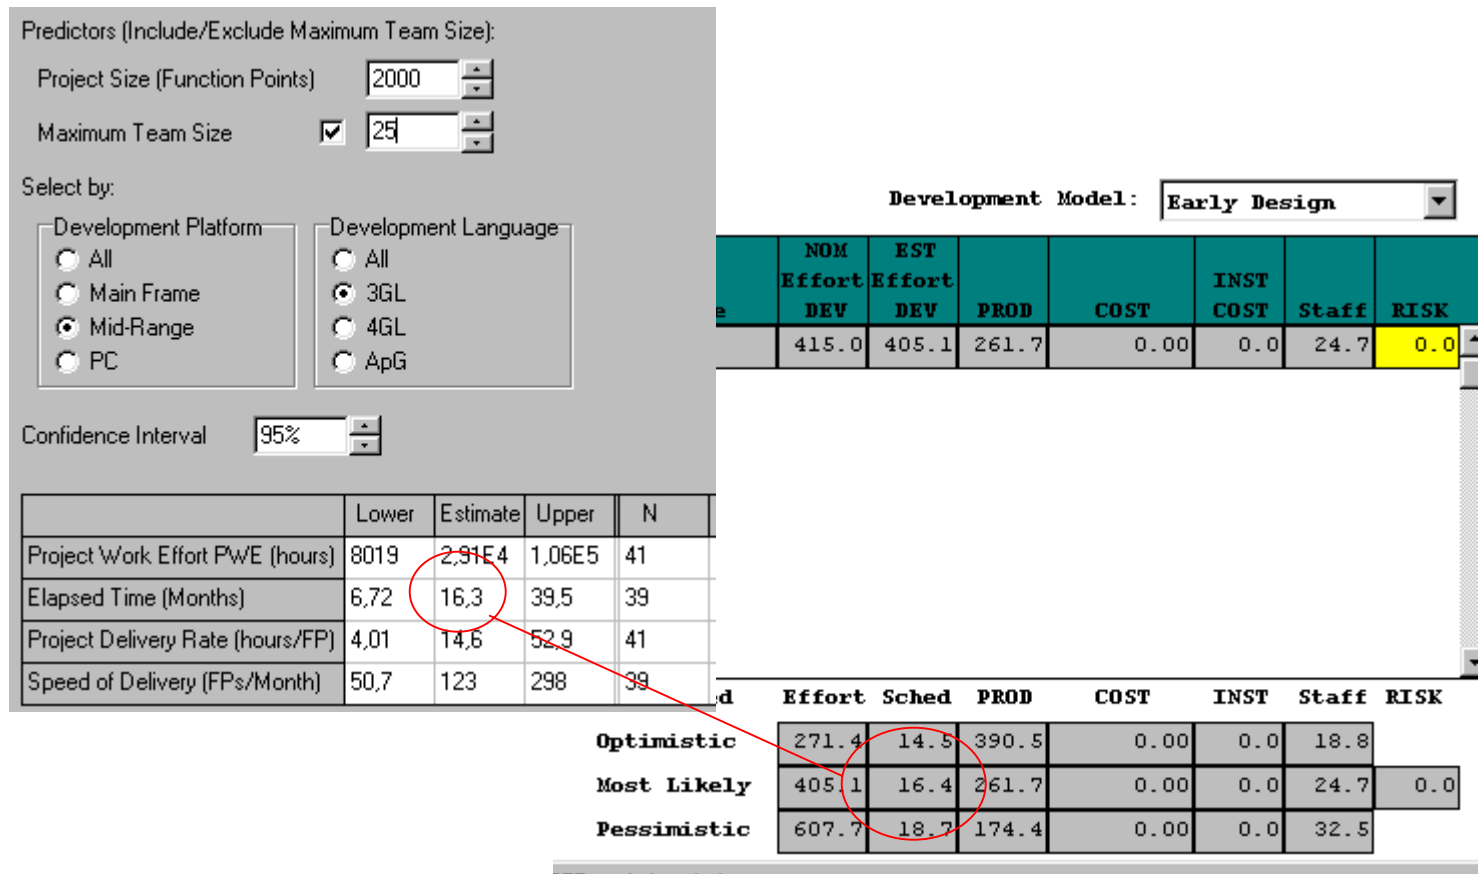 Predictors (Include/Exclude Maximum Team Size):
Project Size (Function Points) 2000
Maximum Team Size 25
Select by:
Development Platform
All
Main Frame
Mid-Range
PC
Development Language
All
3GL
4GL
ApG
Confidence Interval 95%
Lower Estimate Upper N
Project Work Effort PWE (hours) 8019 2,91E4 1,06E5 41
Elapsed Time (Months) 6,72 16,3 39,5 39
Project Delivery Rate (hours/FP) 4,01 14,6 52,9 41
Speed of Delivery (FPs/Month) 50,7 123 298 39
Development Model: Early Design
NOM EST
Effort Effort INST
e DEV DEV PROD COST COST Staff RISK
415.0 405.1 261.7 0.00 0.0 24.7 0.0
d Effort Sched PROD COST INST Staff RISK
Optimistic 271.4 14.5 390.5 0.00 0.0 18.8
Most Likely 405.1 16.4 261.7 0.00 0.0 24.7 0.0
Pessimistic 607.7 18.7 174.4 0.00 0.0 32.5